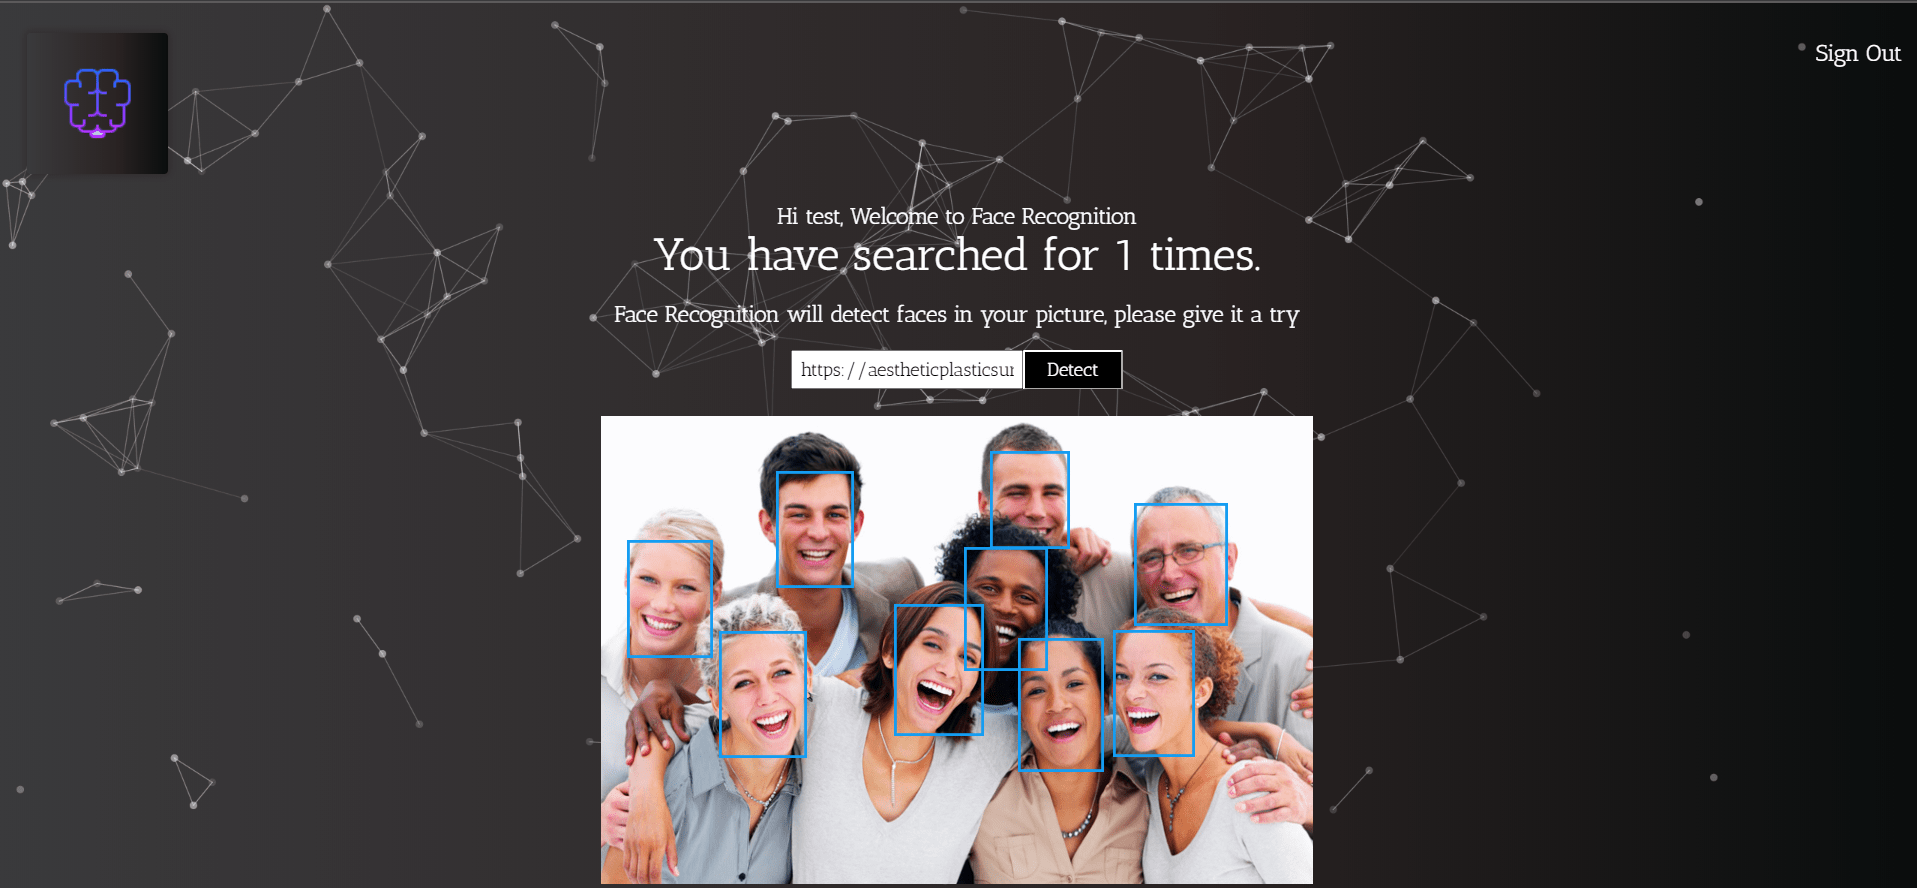 Sign Out
Hi test, Welcome to Face Recognition
You have searched for 1 times.
Face Recognition will detect faces in your picture, please give it a try
https://aestheticplasticsur Detect